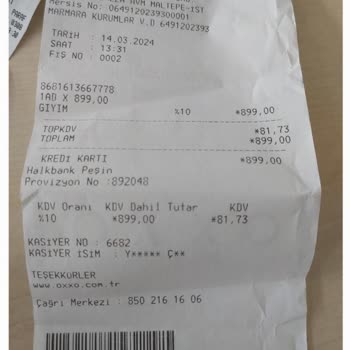 AVM MALTEPE-İST
Mersis No: 0649120239300001
MARMARA KURUMLAR V.D 6491202393
TARİH : 14.03.2024
SAAT : 13:31
FİŞ NO : 0002
8681613667778
1AD X 899,00
GİYİM %10 *899,00
TOPKDV *81,73
TOPLAM *899,00
KREDİ KARTI *899,00
Halkbank Peşin
Provizyon No :892048
KDV Oranı KDV Dahil Tutar KDV
%10 *899,00 *81,73
KASİYER NO : 6682
KASİYER İSİM : Y***** Ç**
TEŞEKKÜRLER
www.oxxo.com.tr
Çağrı Merkezi : 850 216 16 06